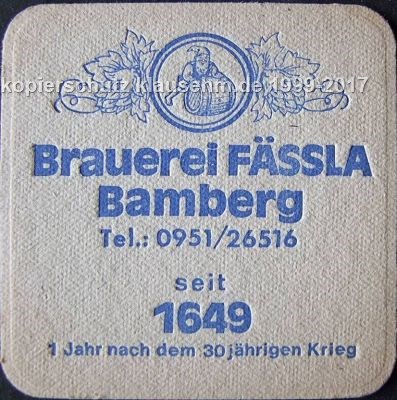 kopierschutz klausehm.de 1999-2017
Brauerei FÄSSLA
Bamberg
Tel.: 0951/26516
seit
1649
1 Jahr nach dem 30jährigen Krieg